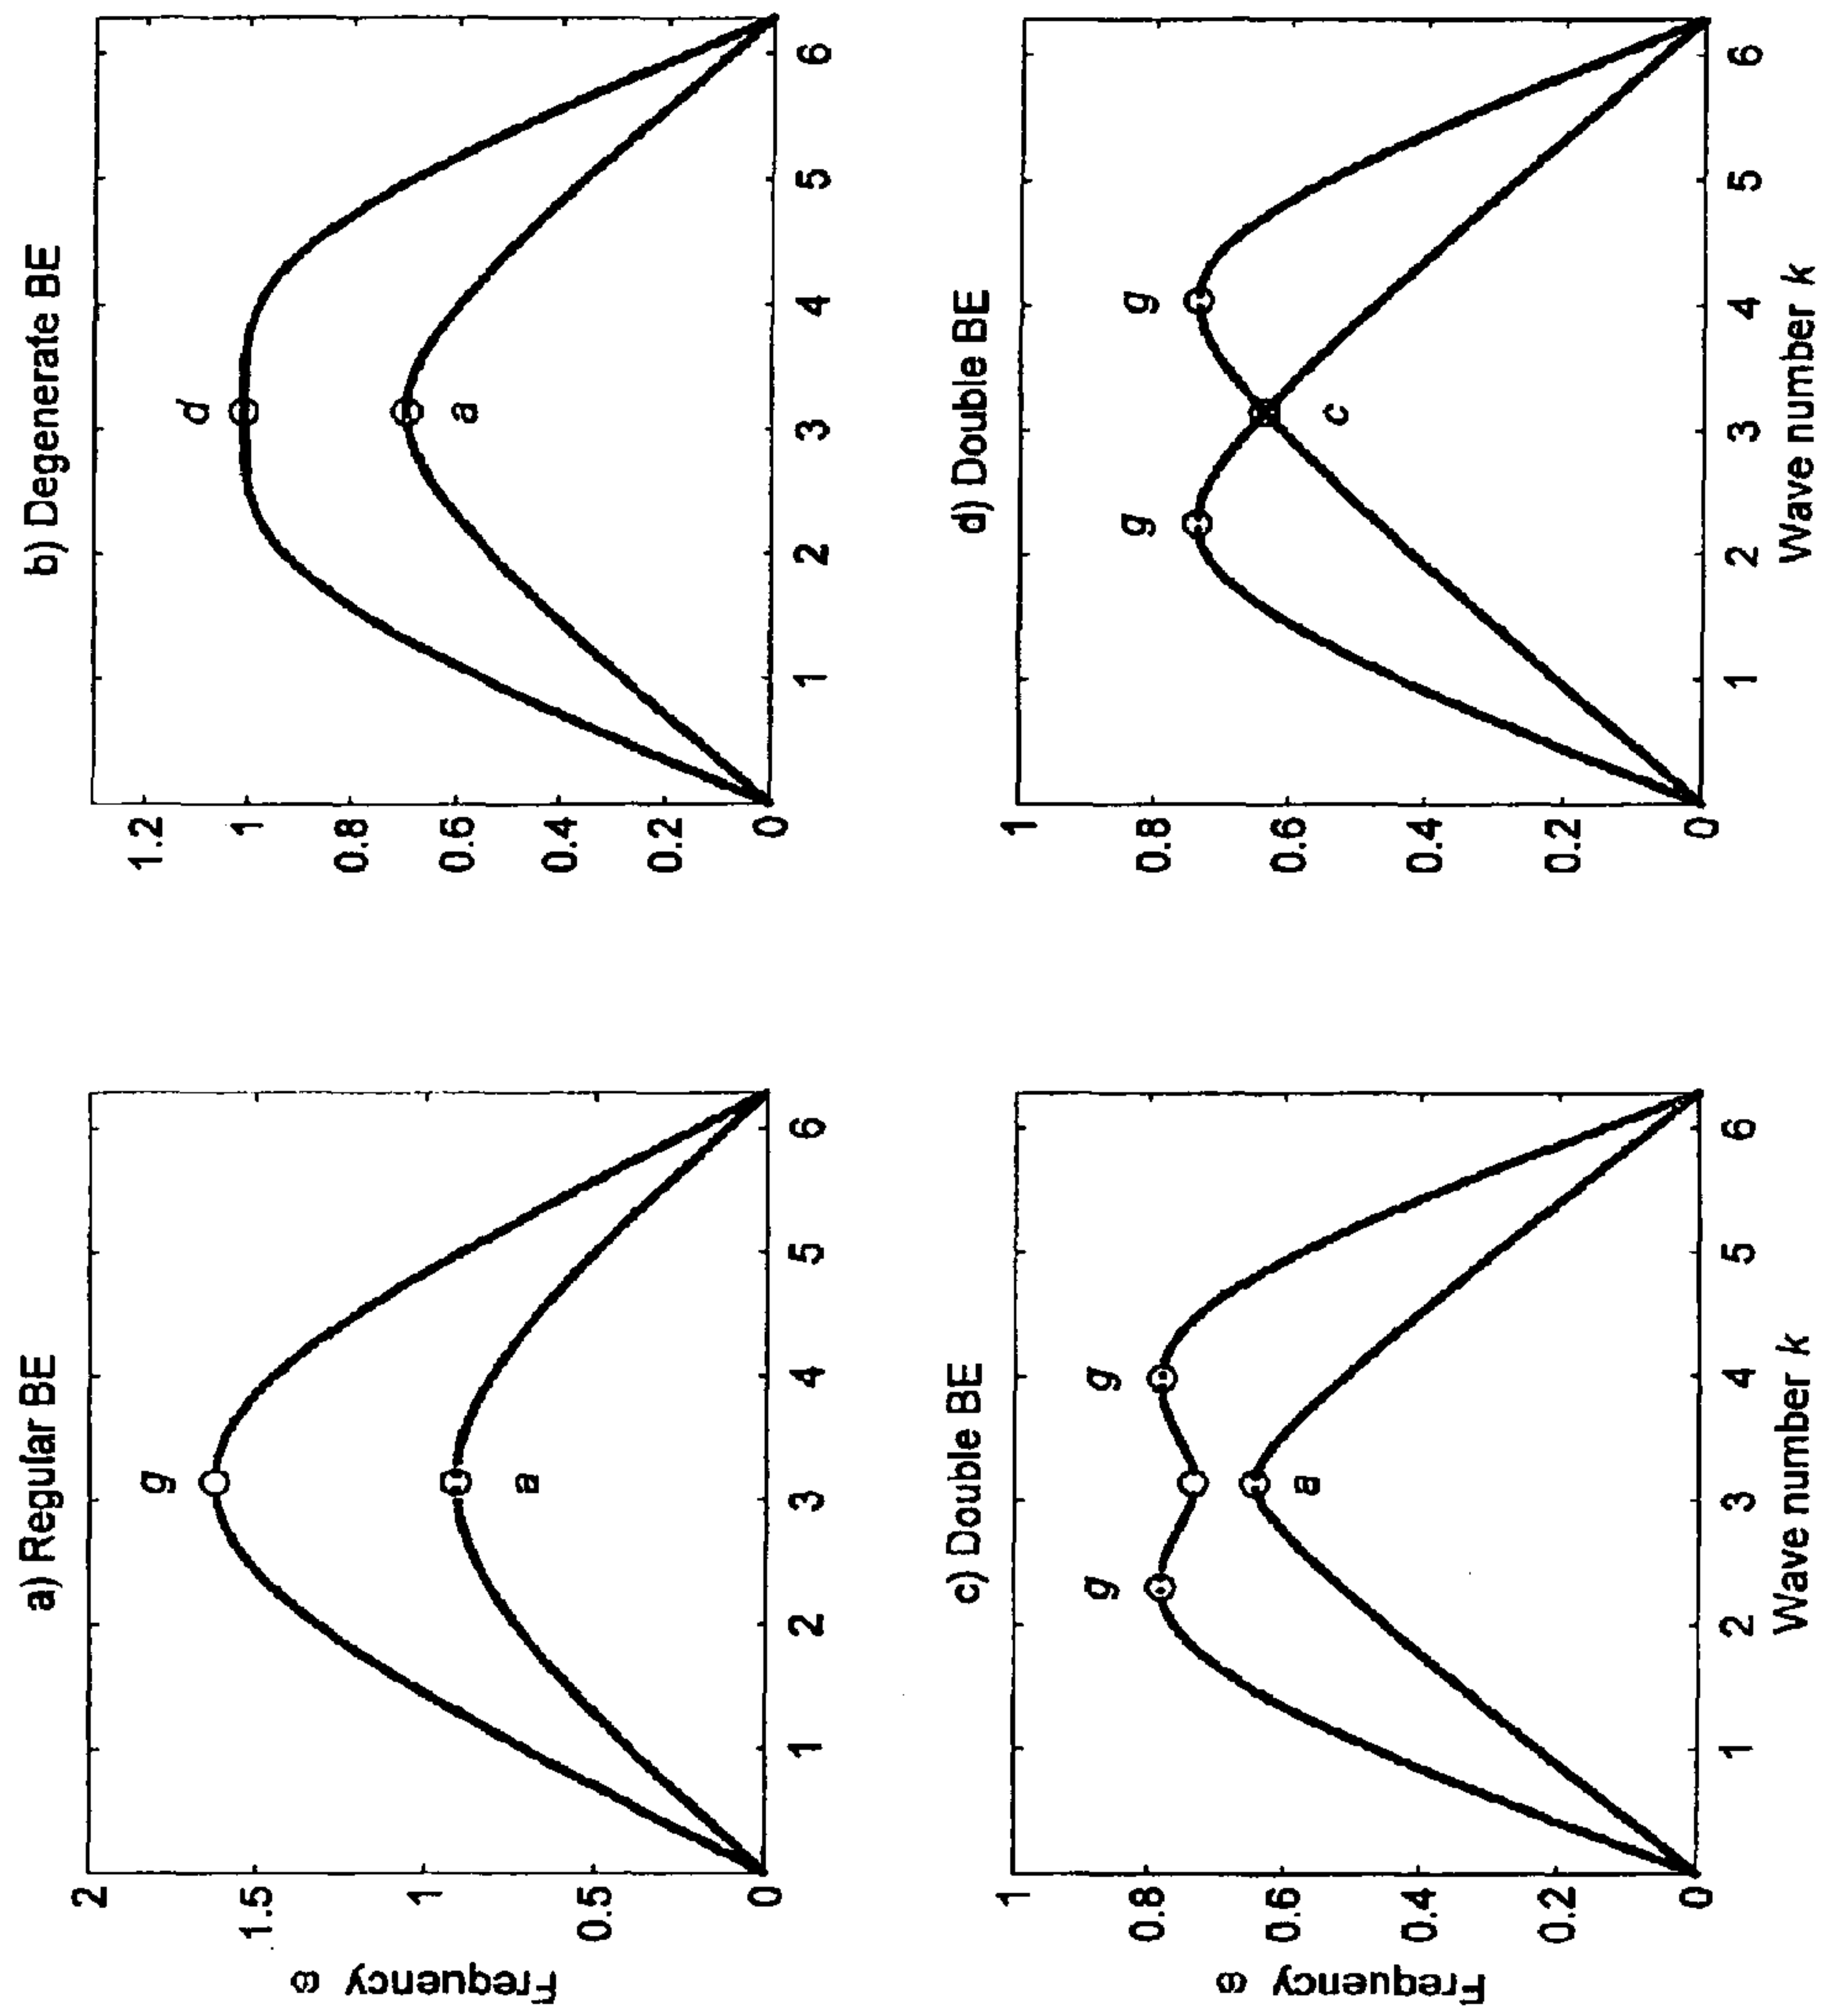 a) Regular BE
g
a
2
1.5
1
0.5
0
1 2 3 4 5 6
Frequency ω
b) Degenerate BE
d
a
1.2
1
0.8
0.6
0.4
0.2
0
1 2 3 4 5 6
c) Double BE
g g
a
1
0.8
0.6
0.4
0.2
0
1 2 3 4 5 6
Frequency ω
Wave number k
d) Double BE
g g
c
1
0.8
0.6
0.4
0.2
0
1 2 3 4 5 6
Wave number k